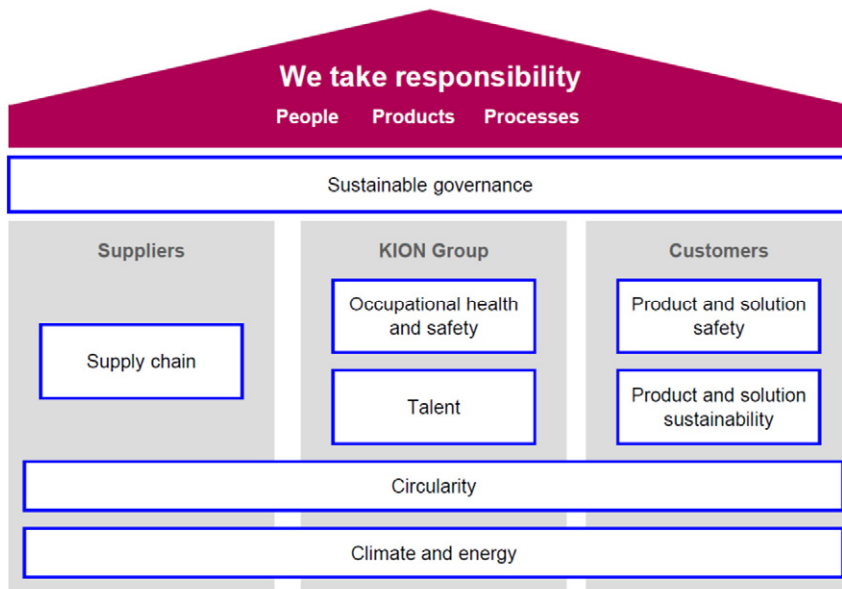 We take responsibility
People Products Processes
Sustainable governance
Suppliers
KION Group
Customers
Supply chain
Occupational health
and safety
Talent
Product and solution
safety
Product and solution
sustainability
Circularity
Climate and energy